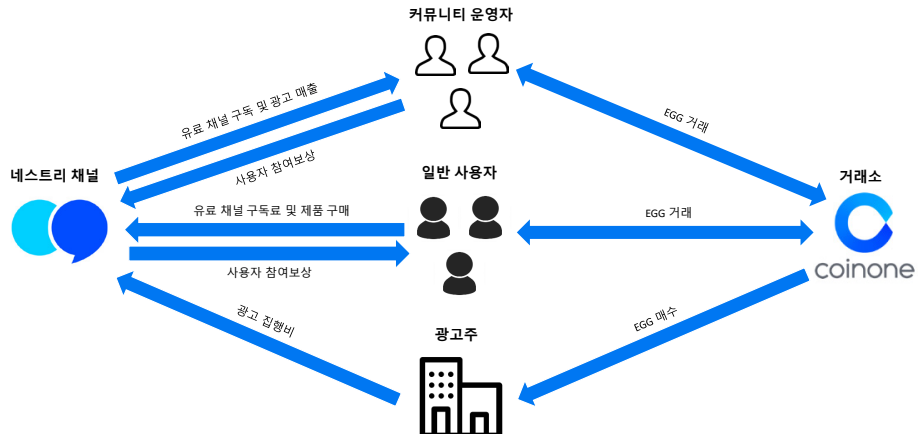 커뮤니티 운영자
유료 채널 구독 및 광고 매출
EGG 거래
사용자 참여보상
네스트리 채널
일반 사용자
거래소
유료 채널 구독료 및 제품 구매
EGG 거래
coinone
사용자 참여보상
광고 집행비
EGG 매수
광고주